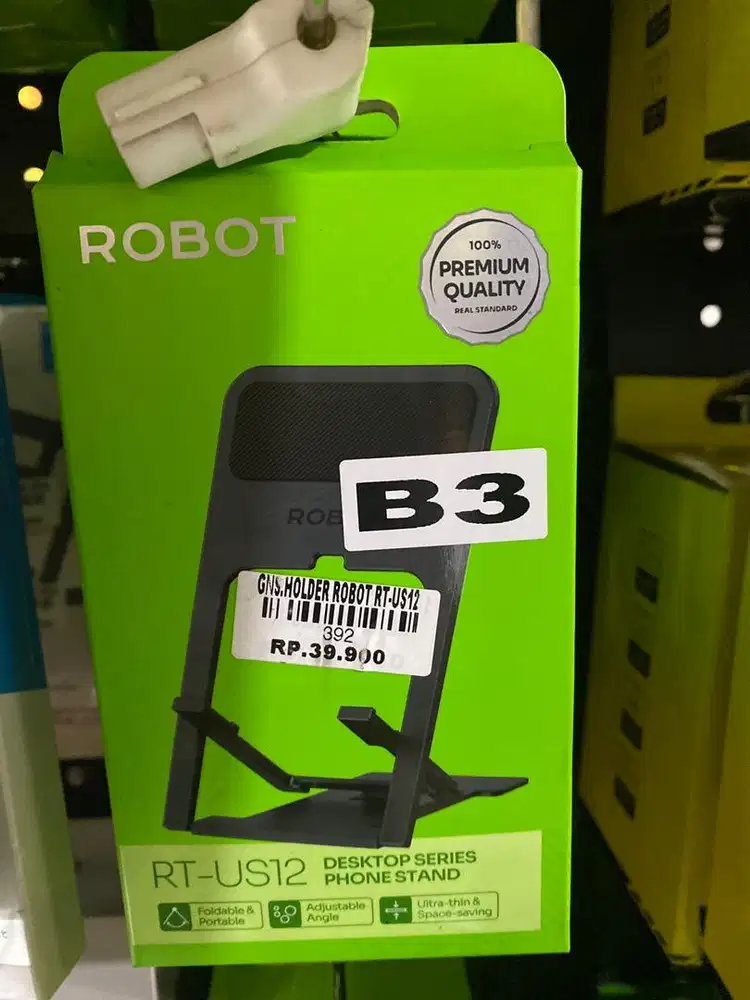 ROBOT
100%
PREMIUM
QUALITY
REAL STANDARD
ROB
B3
GNS.HOLDER ROBOT RT-US12
392
RP.39.900
RT-US12
DESKTOP SERIES
PHONE STAND
Foldable &
Portable
Adjustable
Angle
Ultra-thin &
Space-saving